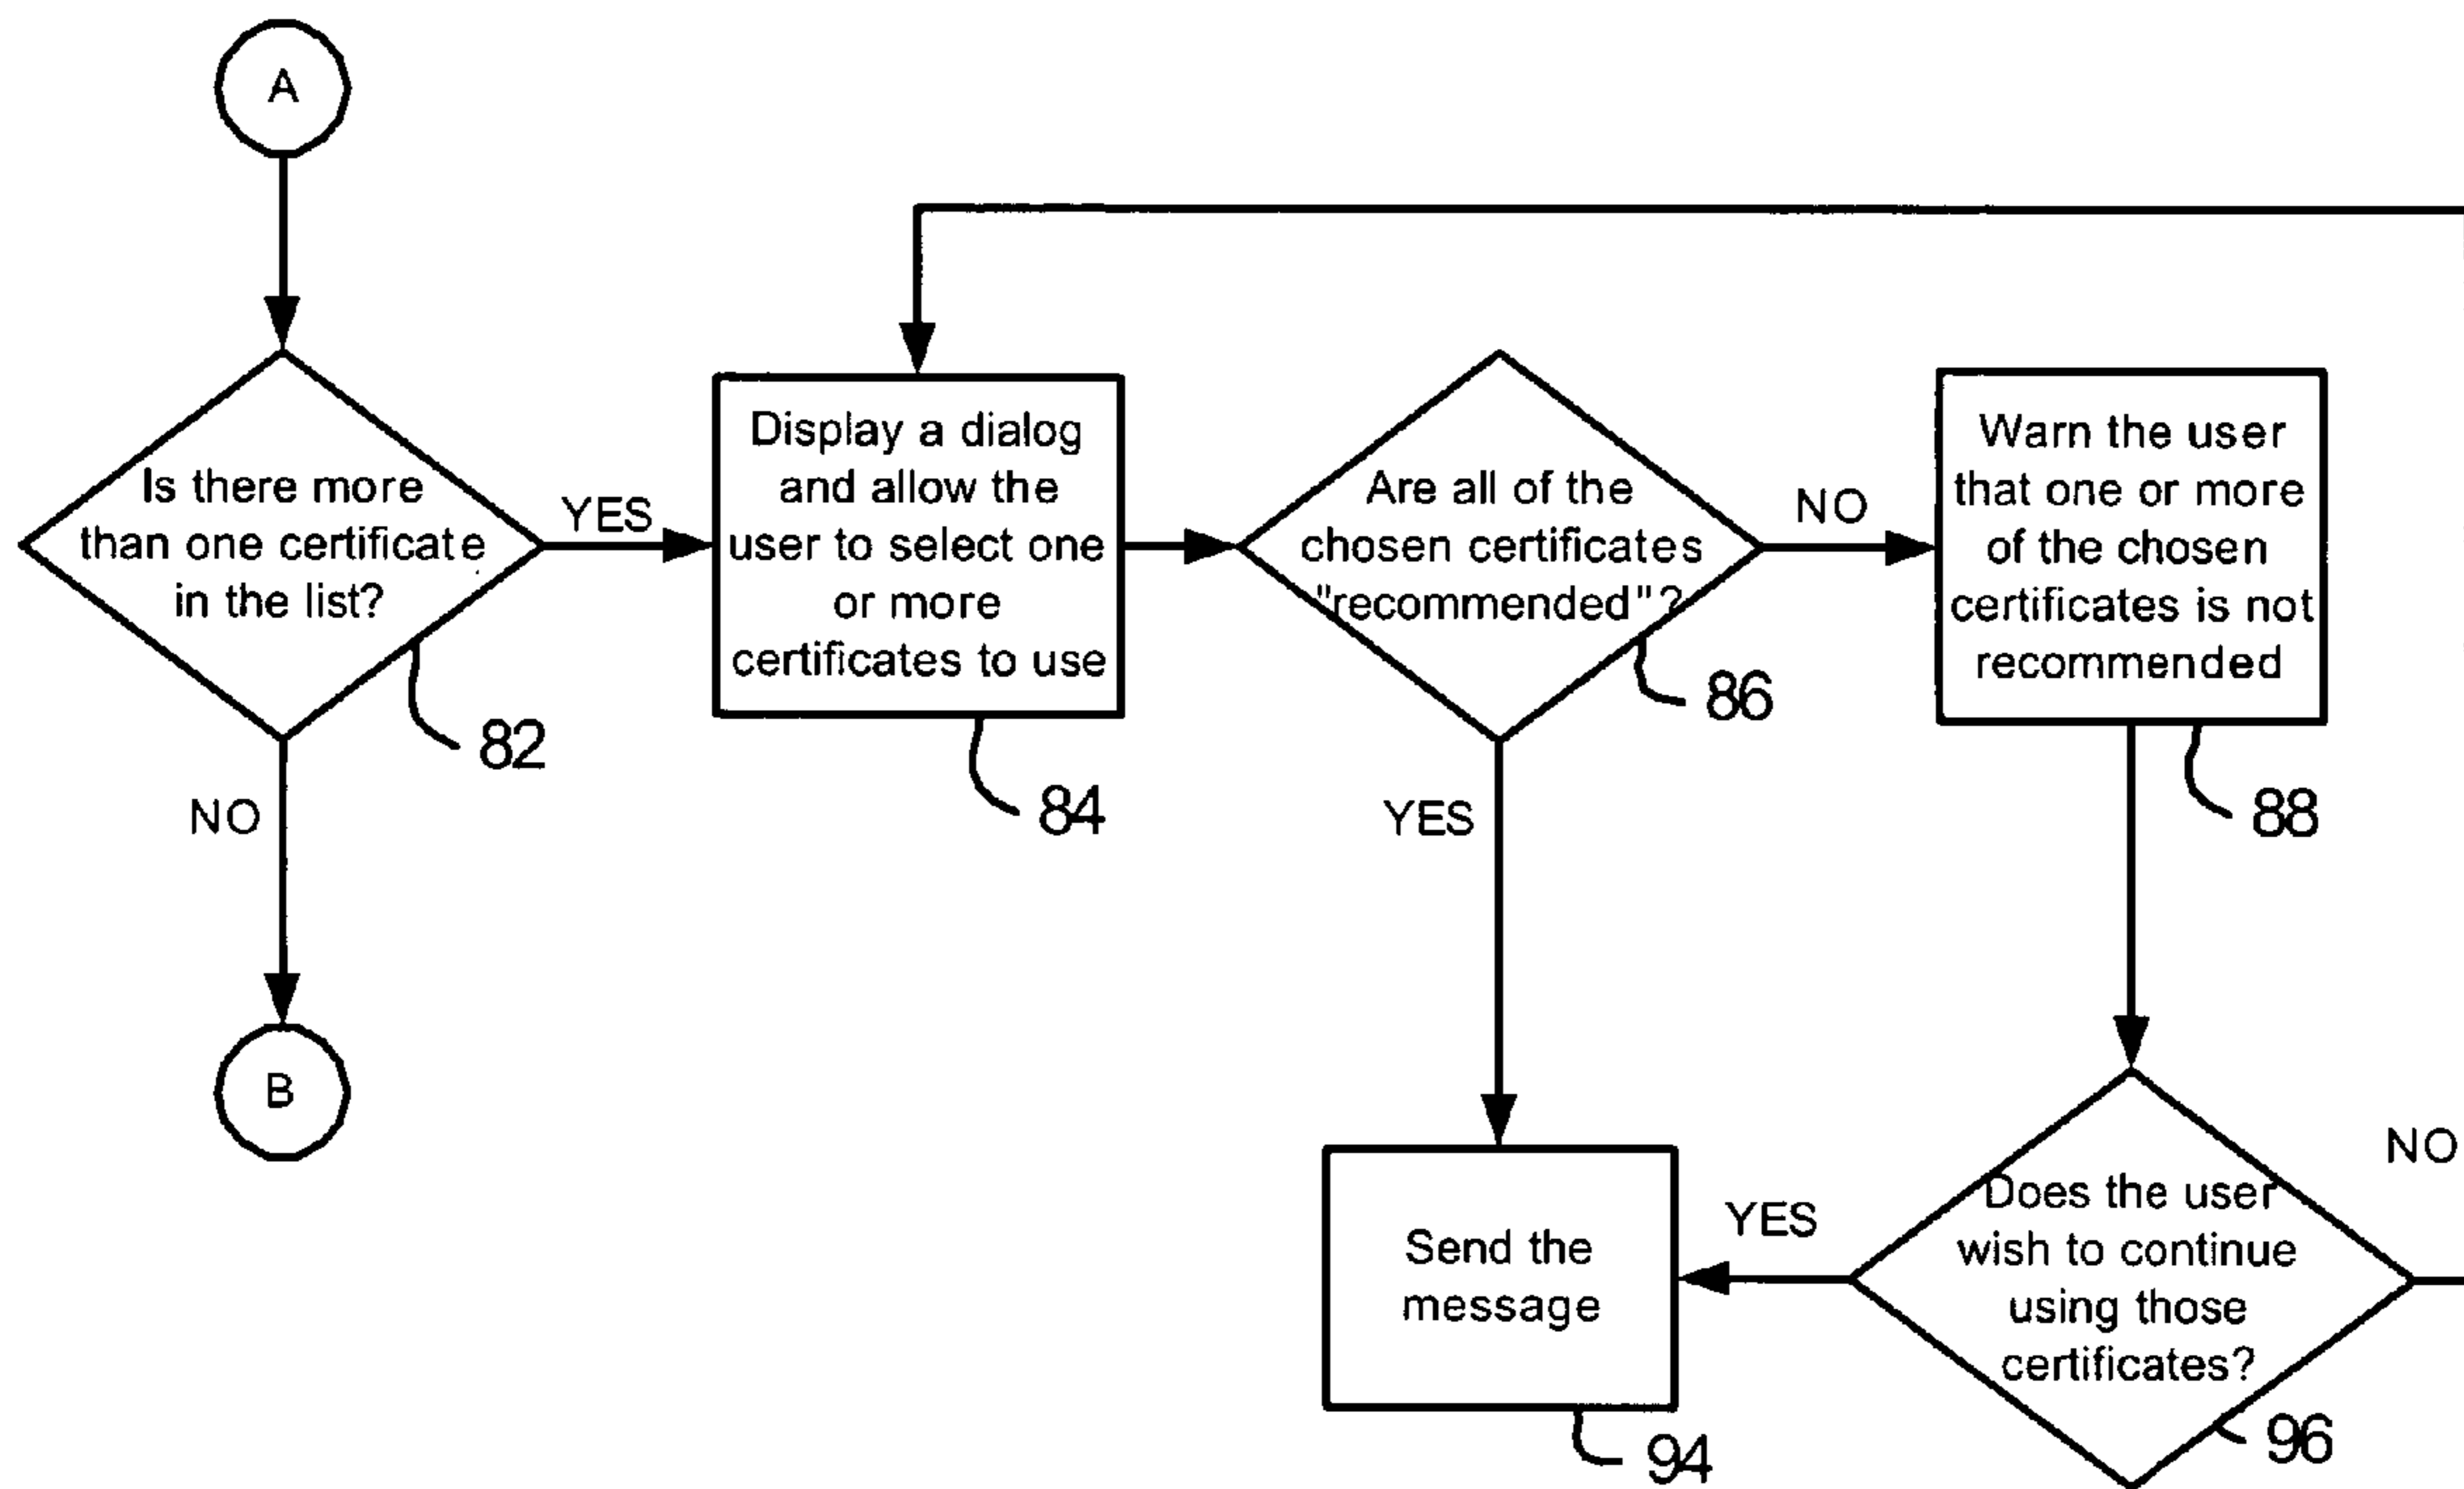 A
Is there more
than one certificate
in the list?
82
YES
NO
B
Display a dialog
and allow the
user to select one
or more
certificates to use
84
Are all of the
chosen certificates
"recommended"?
86
NO
YES
Warn the user
that one or more
of the chosen
certificates is not
recommended
88
Send the
message
94
YES
Does the user
wish to continue
using those
certificates?
96
NO